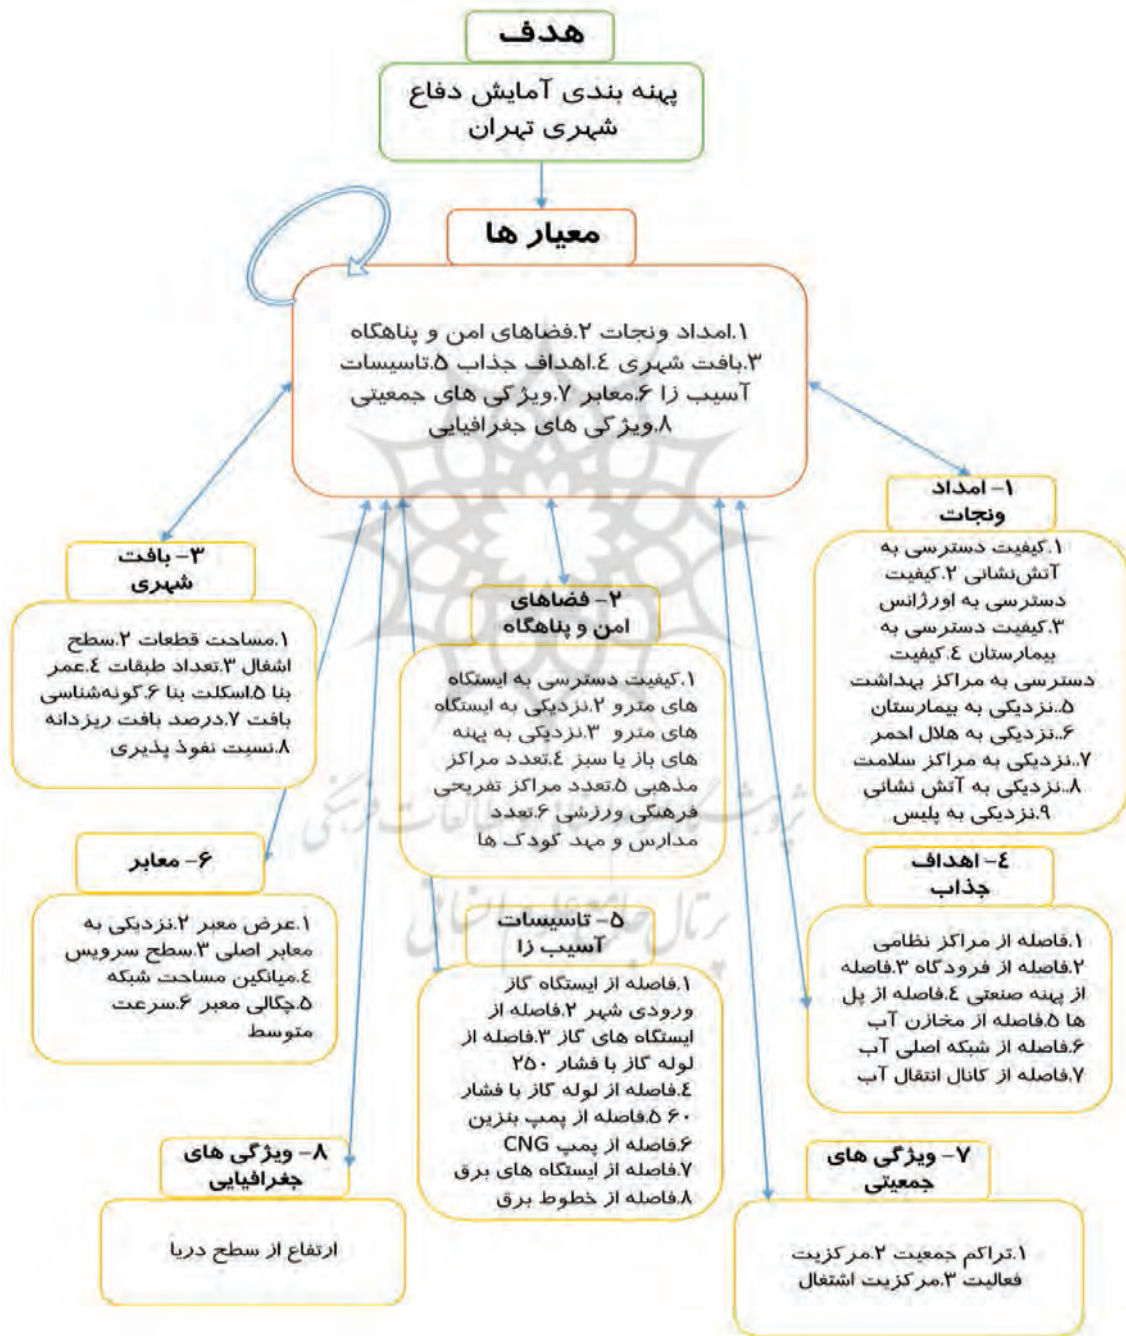 هدف
پهنه بندی آمایش دفاع
شهری تهران
معیار ها
۱.امداد ونجات ۲.فضاهای امن و پناهگاه
۳.بافت شهری ٤.اهداف جذاب ۵.تاسیسات
آسیب زا ۶.معابر ۷.ویژگی های جمعیتی
۸.ویژگی های جغرافیایی
۱- امداد
ونجات
۱.کیفیت دسترسی به
آتش‌نشانی ۲.کیفیت
دسترسی به اورژانس
۳.کیفیت دسترسی به
بیمارستان ٤.کیفیت
دسترسی به مراکز بهداشت
۵..نزدیکی به بیمارستان
۶..نزدیکی به هلال احمر
۷..نزدیکی به مراکز سلامت
۸..نزدیکی به آتش نشانی
۹.نزدیکی به پلیس
۲- فضاهای
امن و پناهگاه
۱.کیفیت دسترسی به ایستگاه
های مترو ۲.نزدیکی به ایستگاه
های مترو ۳.نزدیکی به پهنه
های باز یا سبز ٤.تعدد مراکز
مذهبی ۵.تعدد مراکز تفریحی
فرهنگی ورزشی ۶.تعدد
مدارس و مهد کودک ها
۳- بافت
شهری
۱.مساحت قطعات ۲.سطح
اشغال ۳.تعداد طبقات ٤.عمر
بنا ۵.اسکلت بنا ۶.گونه‌شناسی
بافت ۷.درصد بافت ریزدانه
۸.نسبت نفوذ پذیری
٤- اهداف
جذاب
۱.فاصله از مراکز نظامی
۲.فاصله از فرودگاه ۳.فاصله
از پهنه صنعتی ٤.فاصله از پل
ها ۵.فاصله از مخازن آب
۶.فاصله از شبکه اصلی آب
۷.فاصله از کانال انتقال آب
۵- تاسیسات
آسیب زا
۱.فاصله از ایستگاه گاز
ورودی شهر ۲.فاصله از
ایستگاه های گاز ۳.فاصله از
لوله گاز با فشار ۲۵۰
٤.فاصله از لوله گاز با فشار
۶۰ ۵.فاصله از پمپ بنزین
۶.فاصله از پمپ CNG
۷.فاصله از ایستگاه های برق
۸.فاصله از خطوط برق
۶- معابر
۱.عرض معبر ۲.نزدیکی به
معابر اصلی ۳.سطح سرویس
٤.میانگین مساحت شبکه
۵.چگالی معبر ۶.سرعت
متوسط
۷- ویژگی های
جمعیتی
۱.تراکم جمعیت ۲.مرکزیت
فعالیت ۳.مرکزیت اشتغال
۸- ویژگی های
جغرافیایی
ارتفاع از سطح دریا
پرتال جامع علوم انسانی